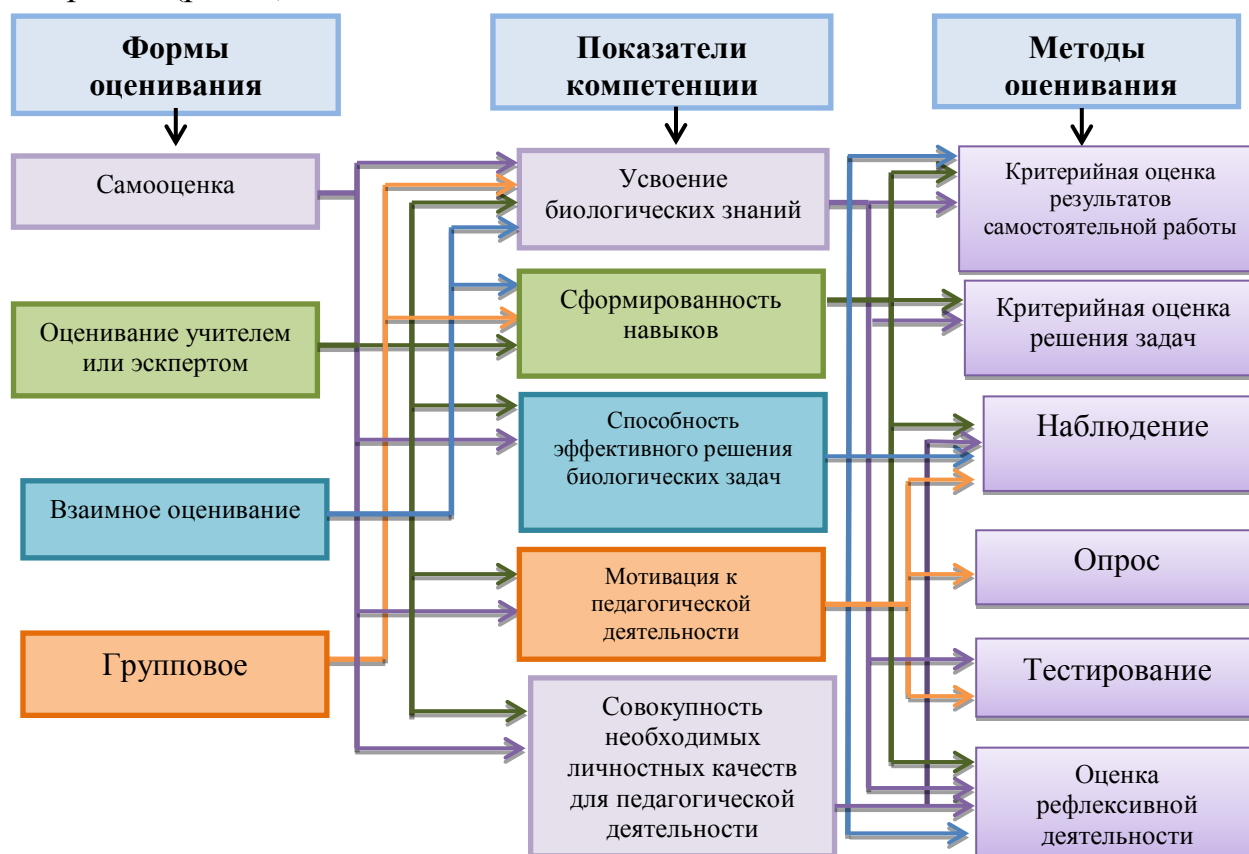 Формы
оценивания
Показатели
компетенции
Методы
оценивания
Самооценка
Оценивание учителем
или эскпертом
Взаимное оценивание
Групповое
Усвоение
биологических знаний
Сформированность
навыков
Способность
эффективного решения
биологических задач
Мотивация к
педагогической
деятельности
Совокупность
необходимых
личностных качеств
для педагогической
деятельности
Критерийная оценка
результатов
самостоятельной работы
Критерийная оценка
решения задач
Наблюдение
Опрос
Тестирование
Оценка
рефлексивной
деятельности